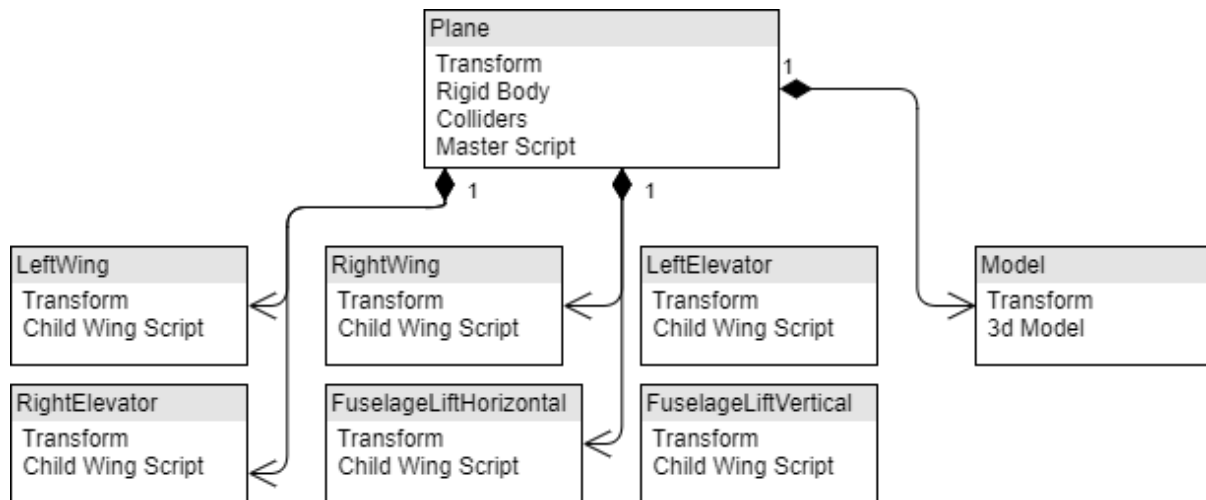 Plane
Transform
Rigid Body
Colliders
Master Script
1
1
1
LeftWing
Transform
Child Wing Script
RightWing
Transform
Child Wing Script
LeftElevator
Transform
Child Wing Script
Model
Transform
3d Model
RightElevator
Transform
Child Wing Script
FuselageLiftHorizontal
Transform
Child Wing Script
FuselageLiftVertical
Transform
Child Wing Script